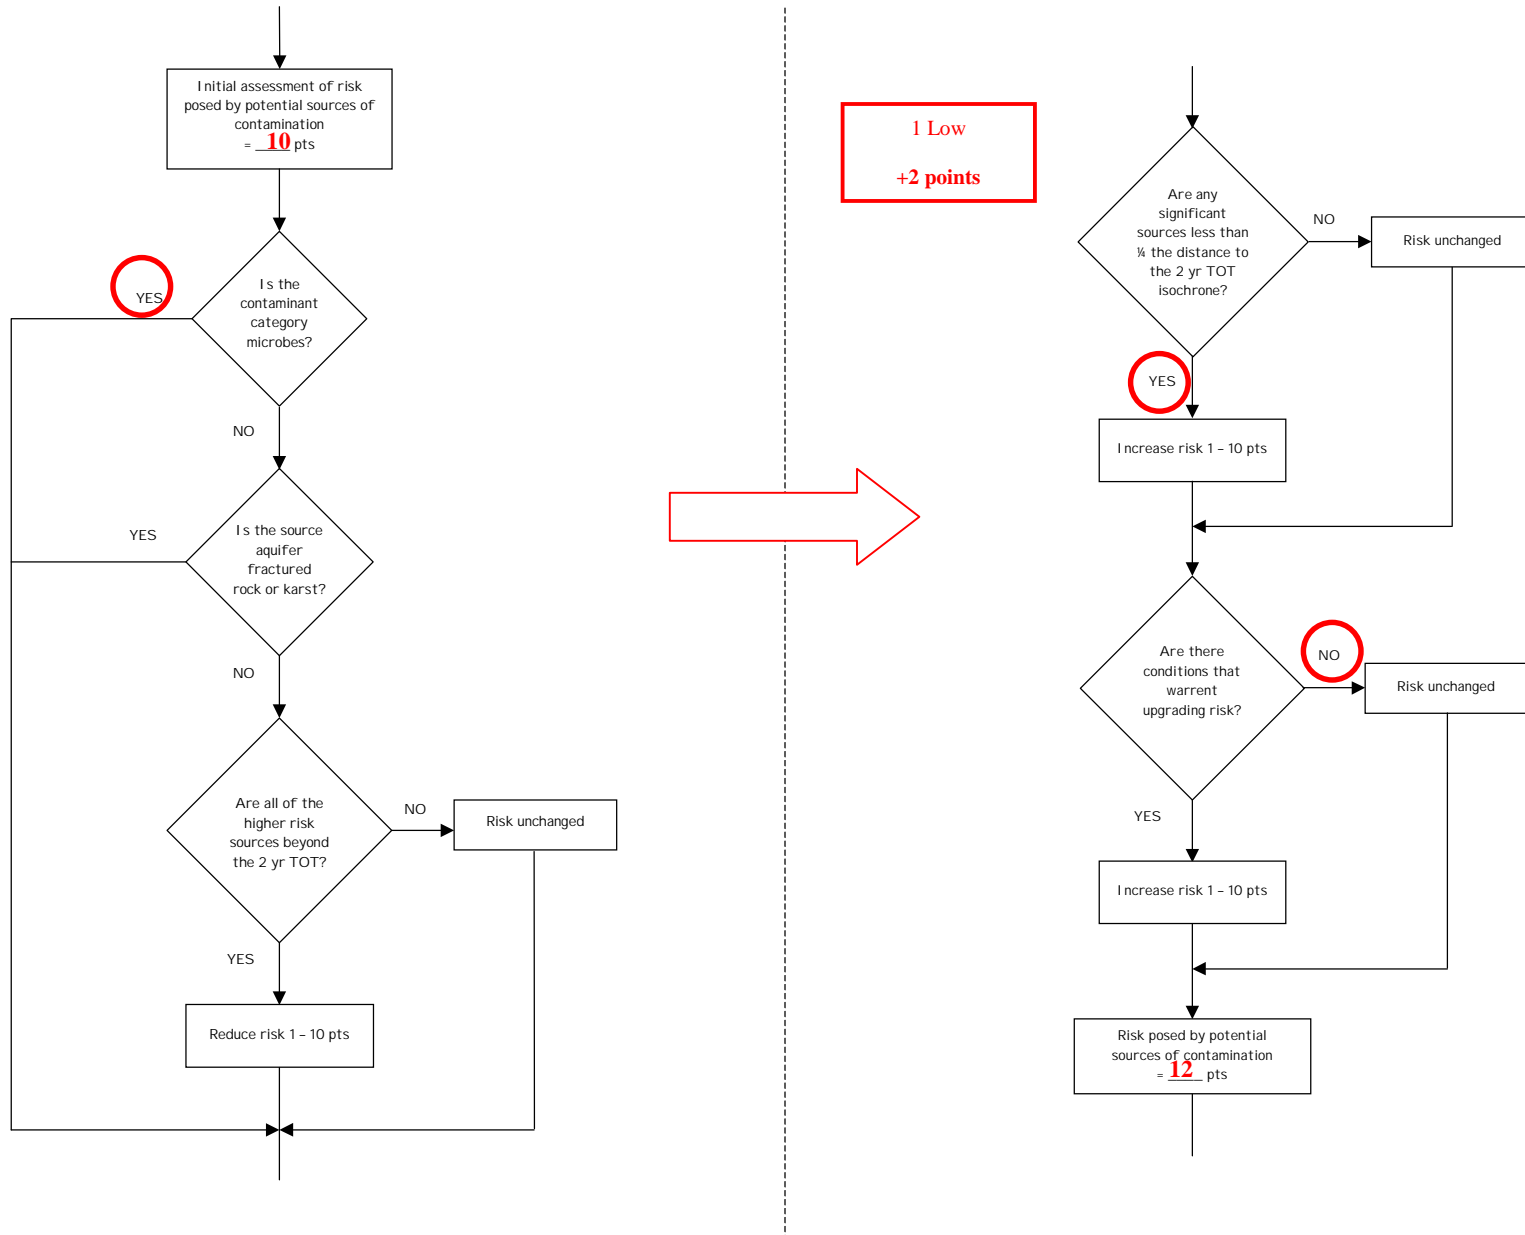 Initial assessment of risk
posed by potential sources of
contamination
= 10 pts
YES
Is the
contaminant
category
microbes?
NO
YES
Is the source
aquifer
fractured
rock or karst?
NO
Are all of the
higher risk
sources beyond
the 2 yr TOT?
NO
Risk unchanged
YES
Reduce risk 1 – 10 pts
1 Low
+2 points
Are any
significant
sources less than
¼ the distance to
the 2 yr TOT
isochrone?
NO
Risk unchanged
YES
Increase risk 1 – 10 pts
Are there
conditions that
warrent
upgrading risk?
NO
Risk unchanged
YES
Increase risk 1 – 10 pts
Risk posed by potential
sources of contamination
= 12 pts